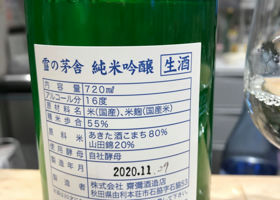 雪の茅舎 純米吟醸 生酒
内容量 720㎖
アルコール分 16度
原材料名 米(国産)、米麹(国産米)
精米歩合 55%
原料米 あきた酒こまち80%
山田錦20%
使用酵母 自社酵母
製造年月 2020.11.29
製造者 株式会社 齋彌酒造店
秋田県由利本荘市石脇字石脇53